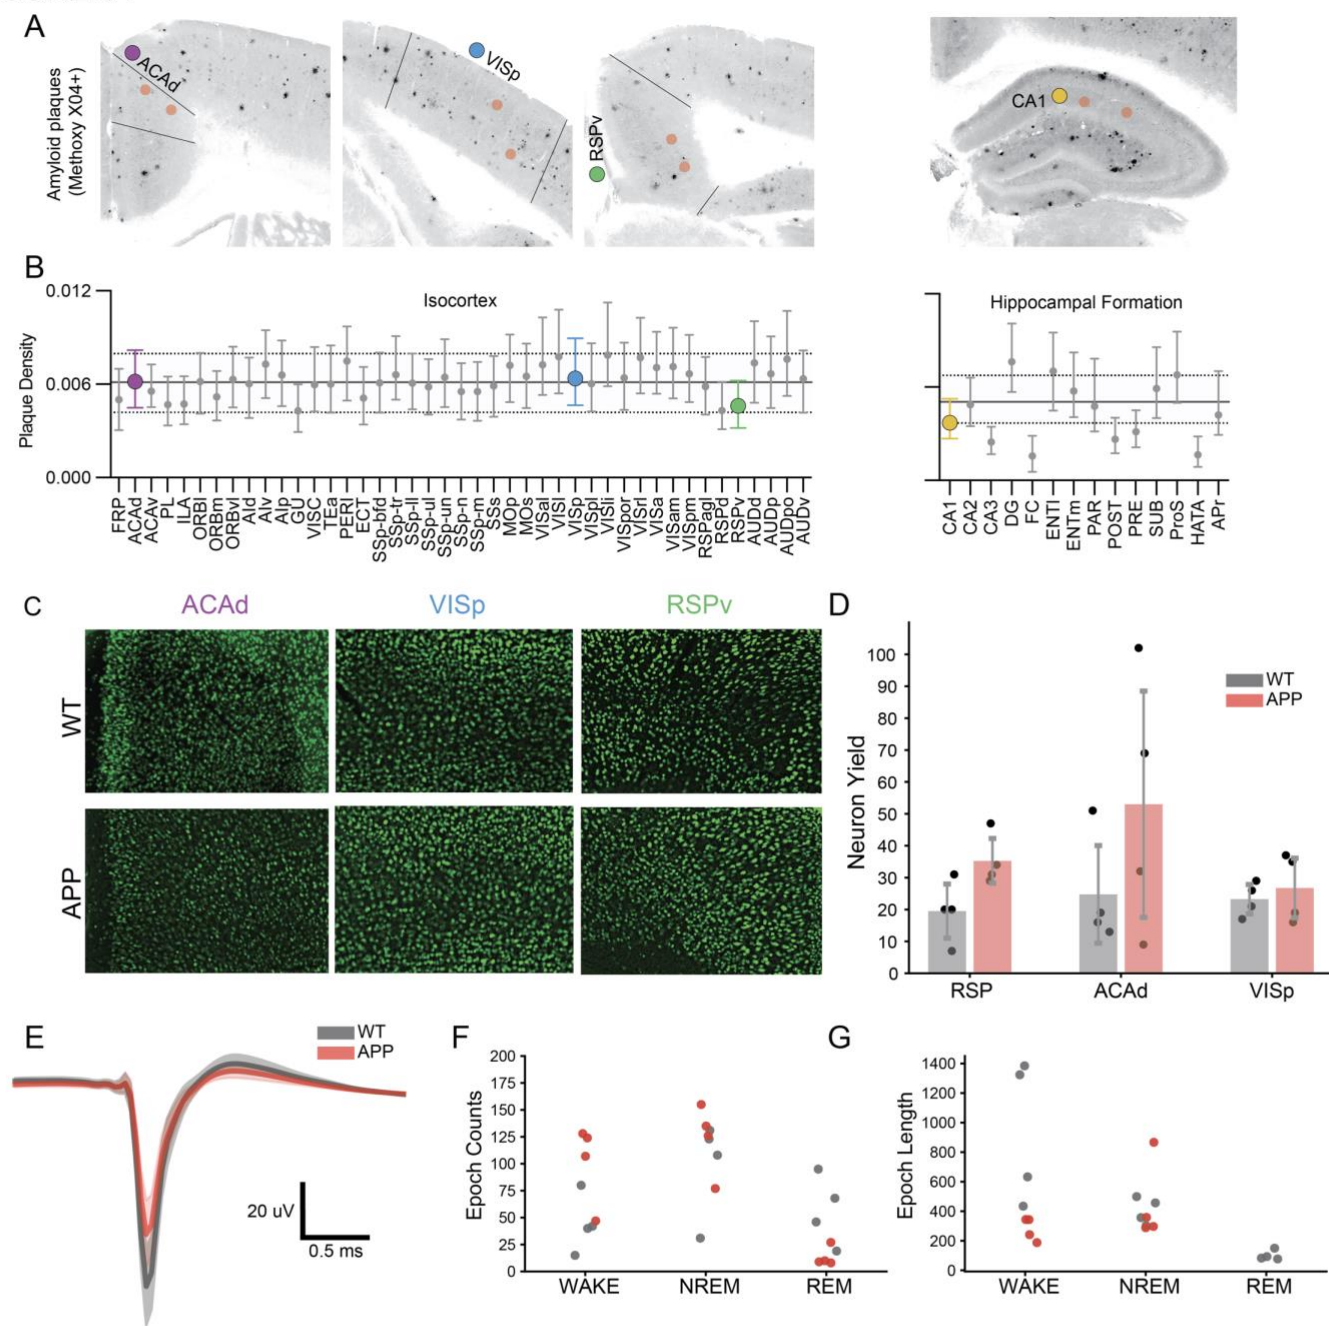 A
Amyloid plaques
(Methoxy X04+)
ACAd
VISp
RSPv
CA1
B
Plaque Density
0.012
0.006
0.000
Isocortex
FRP
ACAd
ACAv
PL
ILA
ORBl
ORBm
ORBvl
AId
AIv
AIp
GU
VISC
TEa
PERI
ECT
SSp-bfd
SSp-tr
SSp-ll
SSp-ul
SSp-un
SSp-n
SSp-m
SSs
MOp
MOs
VISal
VISl
VISp
VISpl
VISli
VISpor
VISrl
VISa
VISam
VISpm
RSPagl
RSPd
RSPv
AUDd
AUDp
AUDpo
AUDv
Hippocampal Formation
CA1
CA2
CA3
DG
FC
ENTl
ENTm
PAR
POST
PRE
SUB
ProS
HATA
APr
C
ACAd
VISp
RSPv
WT
APP
D
Neuron Yield
100
90
80
70
60
50
40
30
20
10
0
WT
APP
RSP
ACAd
VISp
E
WT
APP
20 uV
0.5 ms
F
Epoch Counts
200
175
150
125
100
75
50
25
0
WAKE
NREM
REM
G
Epoch Length
1400
1200
1000
800
600
400
200
0
WAKE
NREM
REM